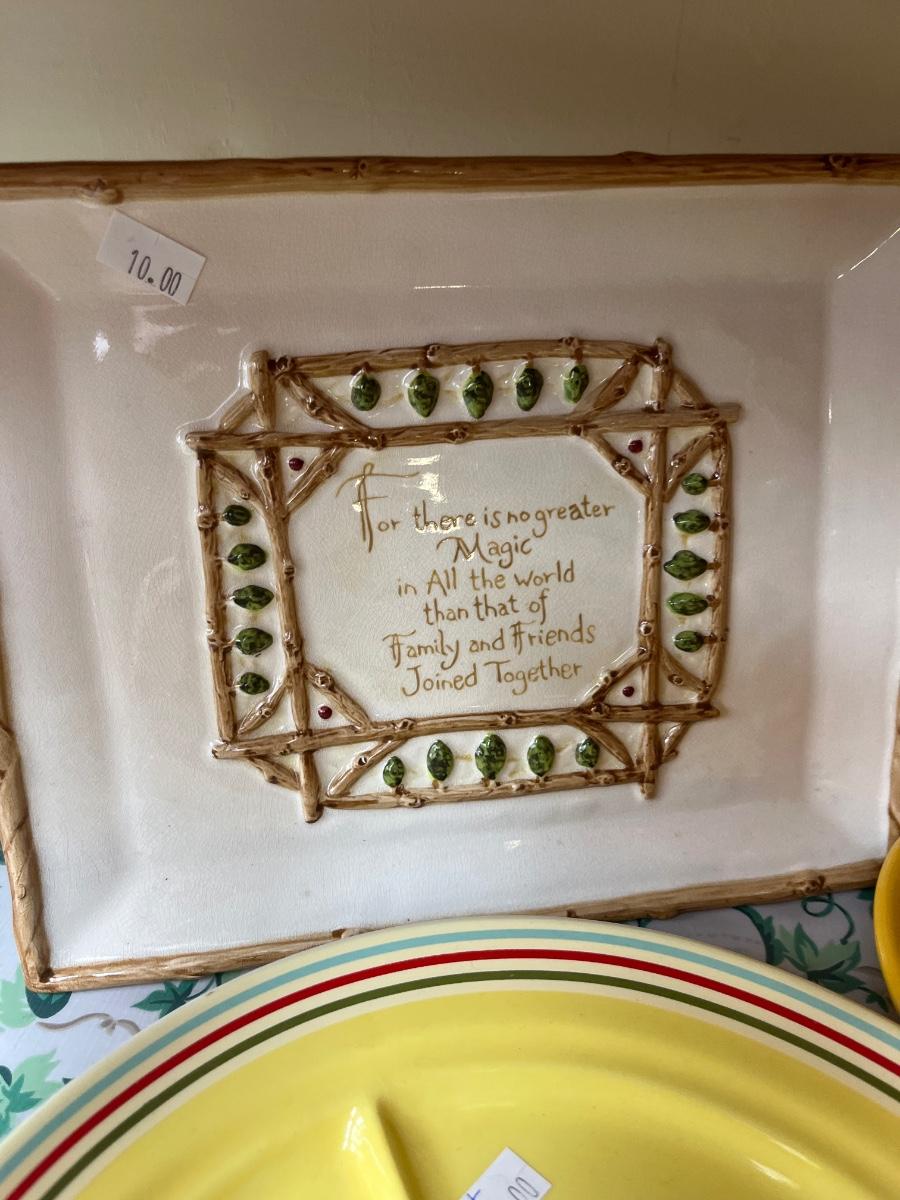 10.00
For there is no greater
Magic
in All the world
than that of
Family and Friends
Joined Together
.00